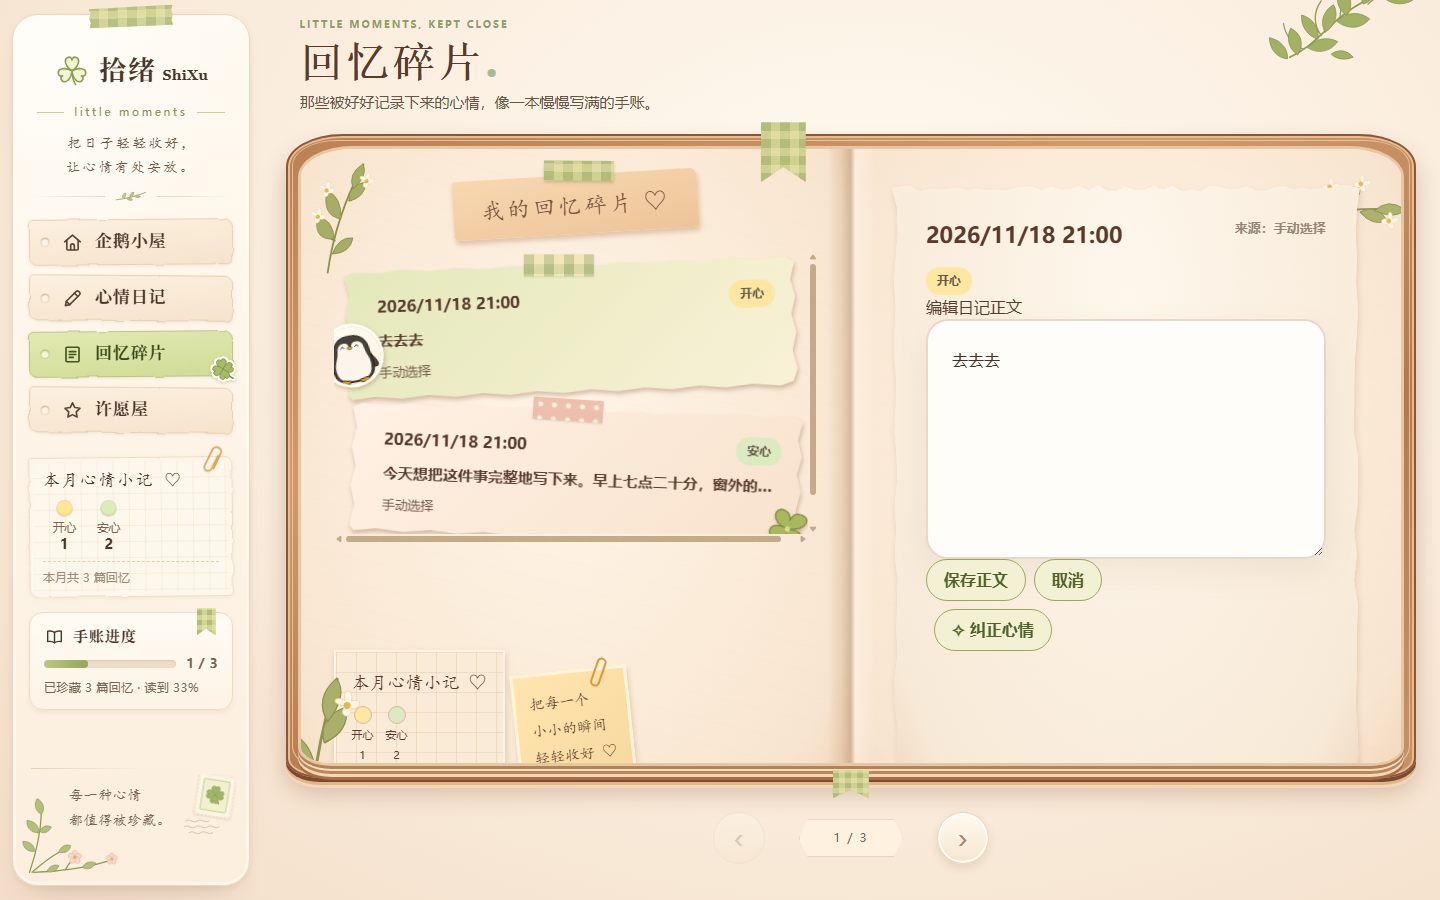 拾绪 ShiXu
little moments
把日子轻轻收好，
让心情有处安放。
企鹅小屋
心情日记
回忆碎片
许愿屋
本月心情小记 ♡
开心 安心
1 2
本月共 3 篇回忆
手账进度
1 / 3
已珍藏 3 篇回忆 · 读到 33%
每一种心情
都值得被珍藏。
LITTLE MOMENTS, KEPT CLOSE
回忆碎片.
那些被好好记录下来的心情，像一本慢慢写满的手账。
我的回忆碎片 ♡
2026/11/18 21:00
开心
去去去
手动选择
2026/11/18 21:00
安心
今天想把这件事完整地写下来。早上七点二十分，窗外的...
手动选择
本月心情小记 ♡
开心 安心
1 2
把每一个
小小的瞬间
轻轻收好 ♡
2026/11/18 21:00
来源：手动选择
开心
编辑日记正文
去去去
保存正文 取消
✧ 纠正心情
‹ 1 / 3 ›